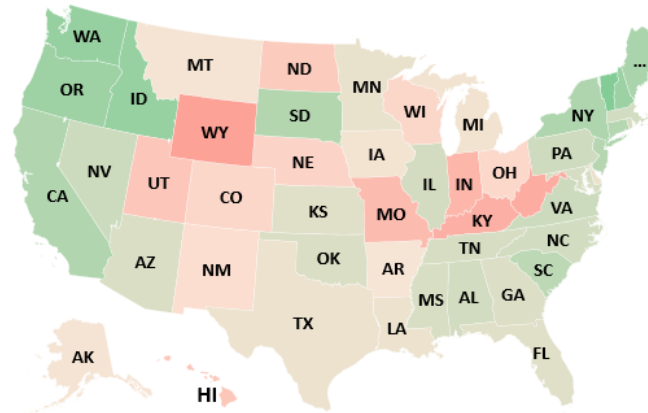 WA
MT
ND
MN
...
OR
ID
WI
SD
NY
MI
WY
IA
PA
NE
OH
NV
UT
IL
IN
CA
CO
VA
KS
MO
KY
NC
TN
OK
AZ
NM
AR
SC
MS
AL
GA
TX
LA
FL
AK
HI